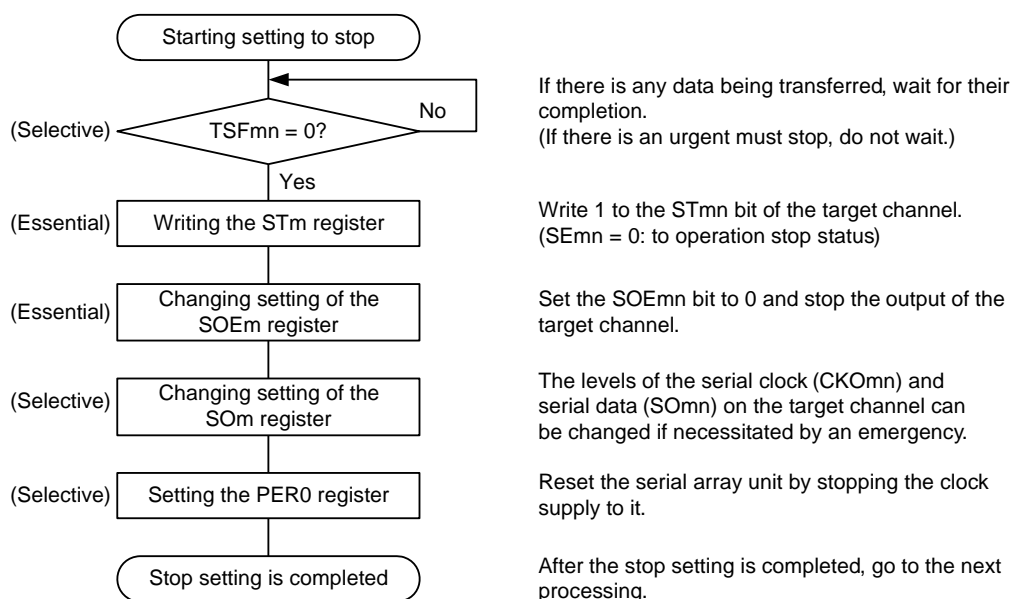 Starting setting to stop
No
If there is any data being transferred, wait for their
completion.
(If there is an urgent must stop, do not wait.)
(Selective)
TSFmn = 0?
Yes
(Essential)
Writing the STm register
Write 1 to the STmn bit of the target channel.
(SEmn = 0: to operation stop status)
(Essential)
Changing setting of the
SOEm register
Set the SOEmn bit to 0 and stop the output of the
target channel.
(Selective)
Changing setting of the
SOm register
The levels of the serial clock (CKOmn) and
serial data (SOmn) on the target channel can
be changed if necessitated by an emergency.
(Selective)
Setting the PER0 register
Reset the serial array unit by stopping the clock
supply to it.
Stop setting is completed
After the stop setting is completed, go to the next
processing.